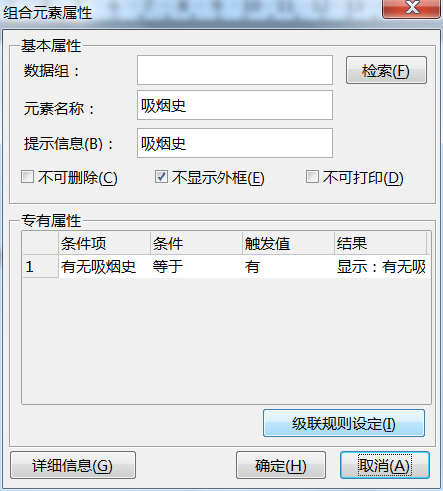 组合元素属性
基本属性
数据组：
检索(F)
元素名称：
吸烟史
提示信息(B)：
吸烟史
不可删除(C)
不显示外框(E)
不可打印(D)
专有属性
条件项 条件 触发值 结果
1 有无吸烟史 等于 有 显示：有无吸
级联规则设定(I)
详细信息(G)
确定(H)
取消(A)